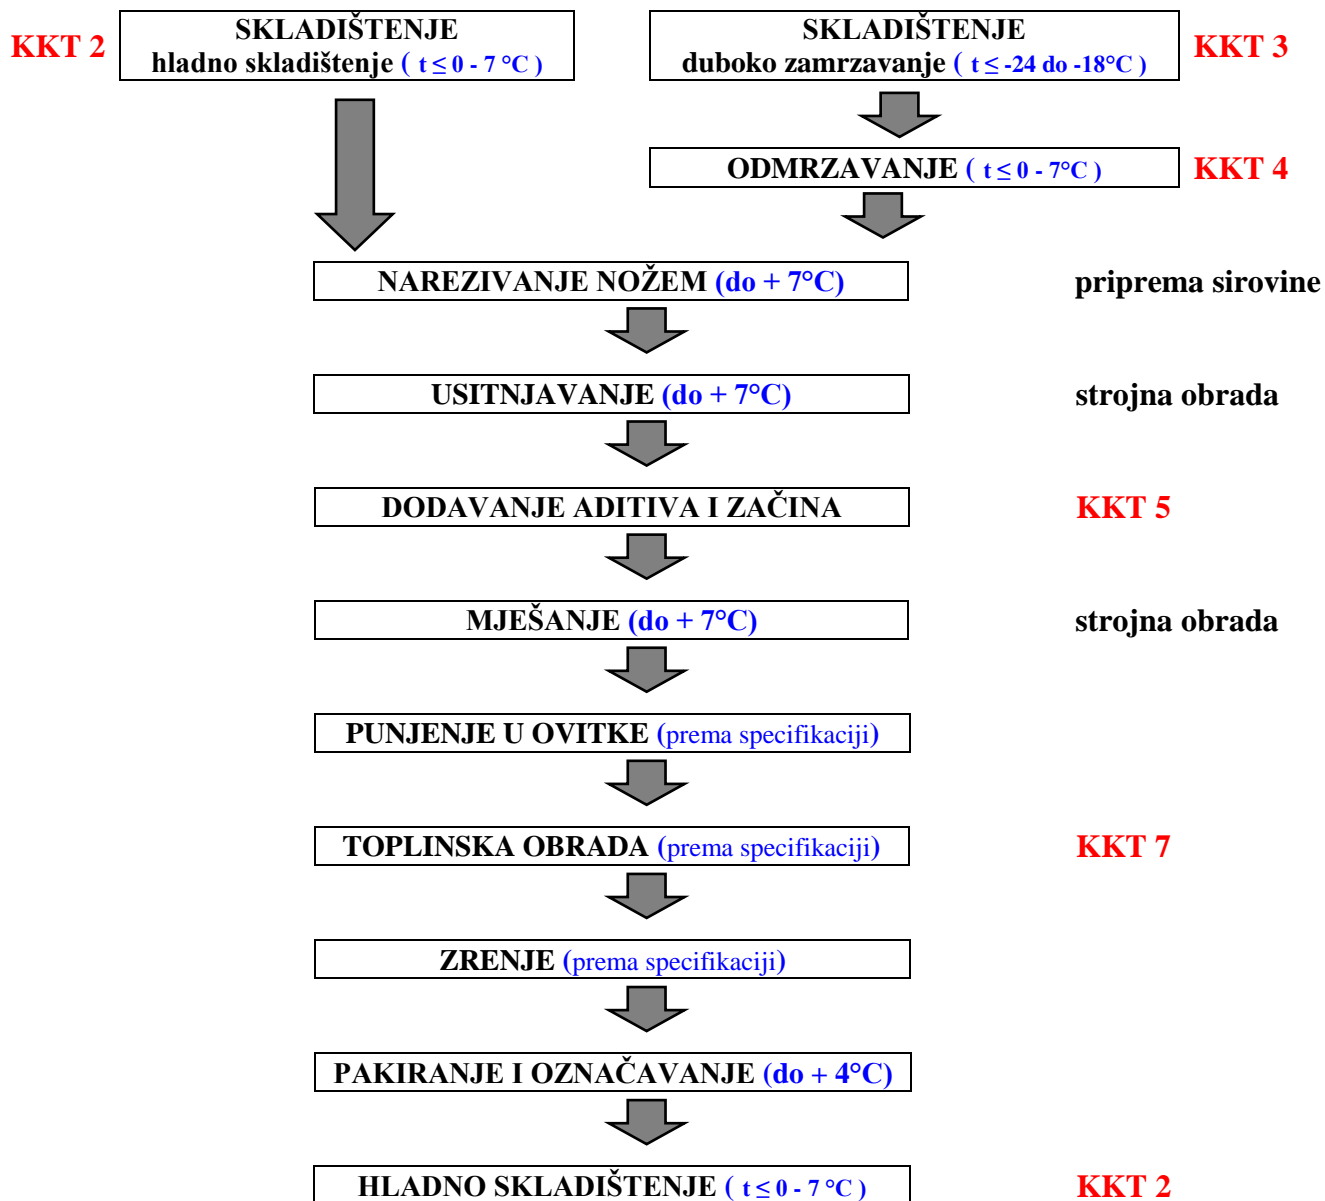 KKT 2
SKLADIŠTENJE
hladno skladištenje ( t ≤ 0 - 7 °C )
SKLADIŠTENJE
duboko zamrzavanje ( t ≤ -24 do -18°C )
KKT 3
ODMRZAVANJE ( t ≤ 0 - 7°C )
KKT 4
NAREZIVANJE NOŽEM (do + 7°C)
priprema sirovine
USITNJAVANJE (do + 7°C)
strojna obrada
DODAVANJE ADITIVA I ZAČINA
KKT 5
MJEŠANJE (do + 7°C)
strojna obrada
PUNJENJE U OVITKE (prema specifikaciji)
TOPLINSKA OBRADA (prema specifikaciji)
KKT 7
ZRENJE (prema specifikaciji)
PAKIRANJE I OZNAČAVANJE (do + 4°C)
HLADNO SKLADIŠTENJE ( t ≤ 0 - 7 °C )
KKT 2